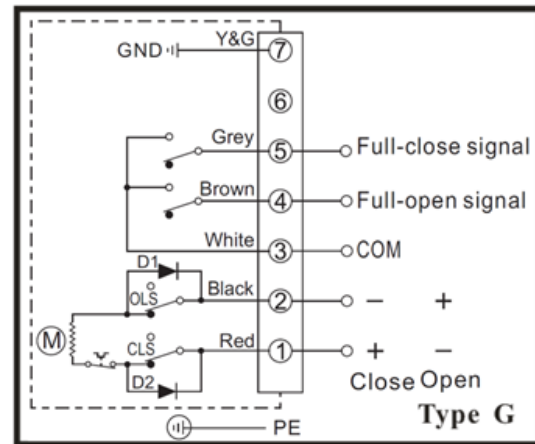 Y&G
GND 7
6
Grey 5 Full-close signal
Brown 4 Full-open signal
White 3 COM
D1
OLS Black 2 − +
M CLS Red 1 + −
D2 Close Open
Type G
PE